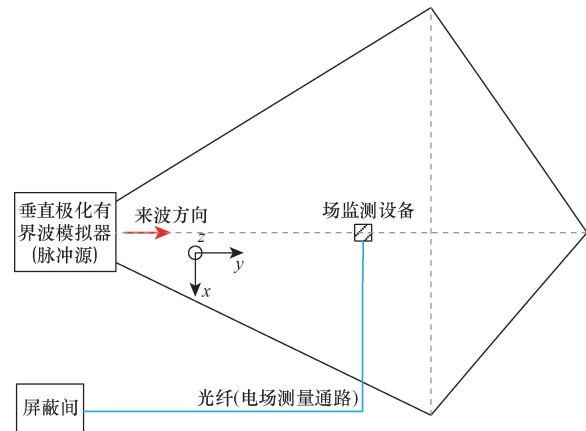 垂直极化有
界波模拟器
(脉冲源)
来波方向
z
y
x
场监测设备
光纤(电场测量通路)
屏蔽间